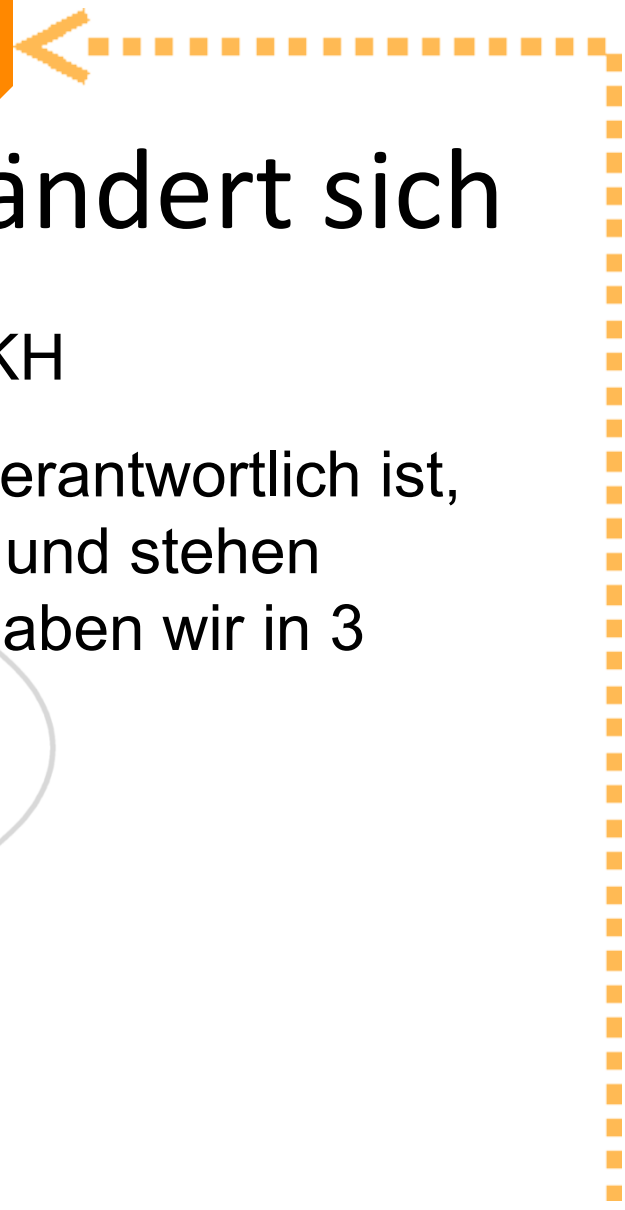 ändert sich
KH
erantwortlich ist,
und stehen
aben wir in 3